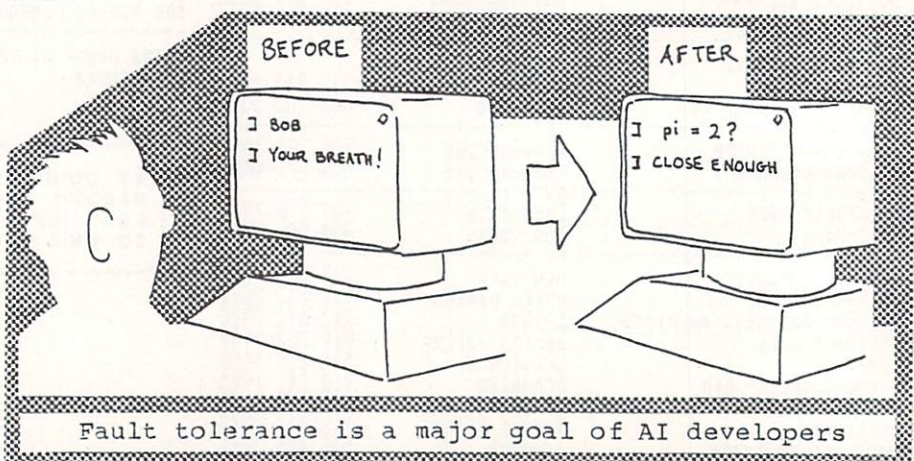 BEFORE
] BOB
] YOUR BREATH!
AFTER
] pi = 2?
] CLOSE ENOUGH
Fault tolerance is a major goal of AI developers